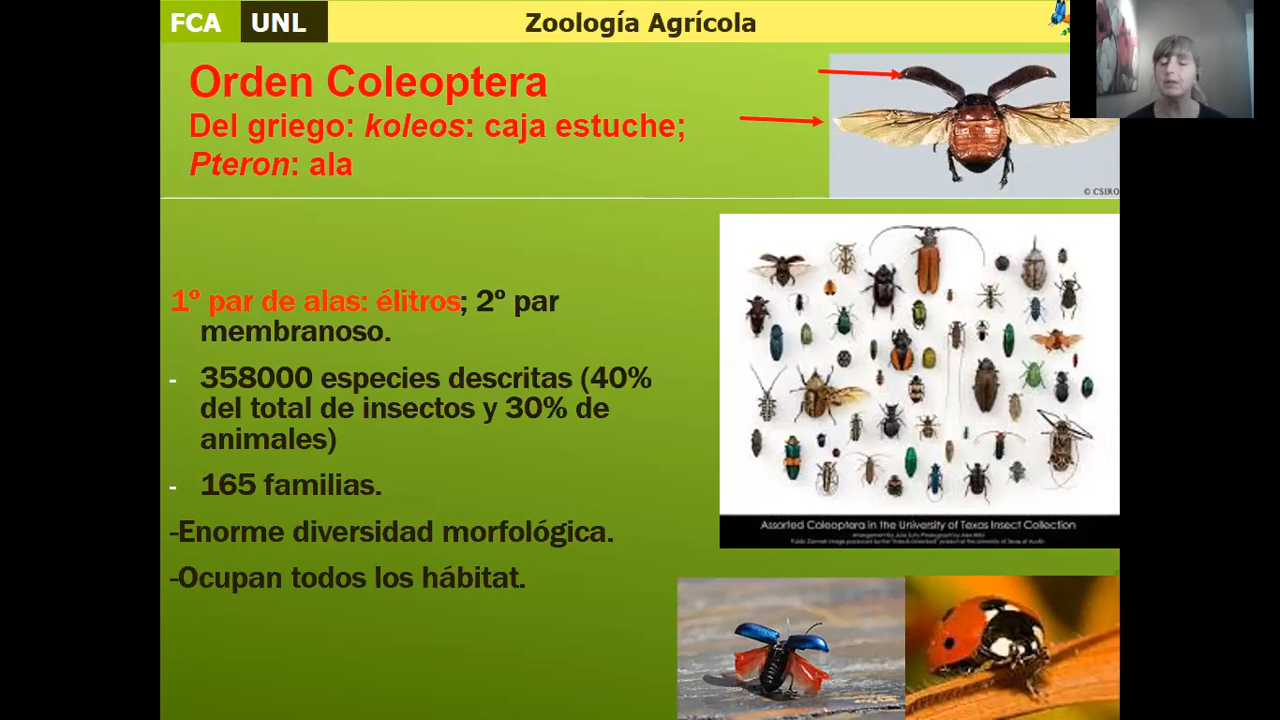 FCA UNL Zoología Agrícola
Orden Coleoptera
Del griego: koleos: caja estuche;
Pteron: ala
© CSIRO
1º par de alas: élitros; 2º par
membranoso.
- 358000 especies descritas (40%
del total de insectos y 30% de
animales)
- 165 familias.
-Enorme diversidad morfológica.
-Ocupan todos los hábitat.
Assorted Coleoptera in the University of Texas Insect Collection